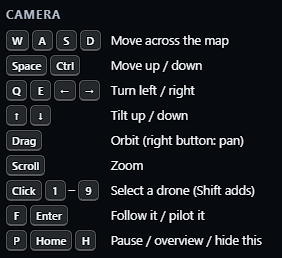 CAMERA
W A S D Move across the map
Space Ctrl Move up / down
Q E ← → Turn left / right
↑ ↓ Tilt up / down
Drag Orbit (right button: pan)
Scroll Zoom
Click 1 – 9 Select a drone (Shift adds)
F Enter Follow it / pilot it
P Home H Pause / overview / hide this